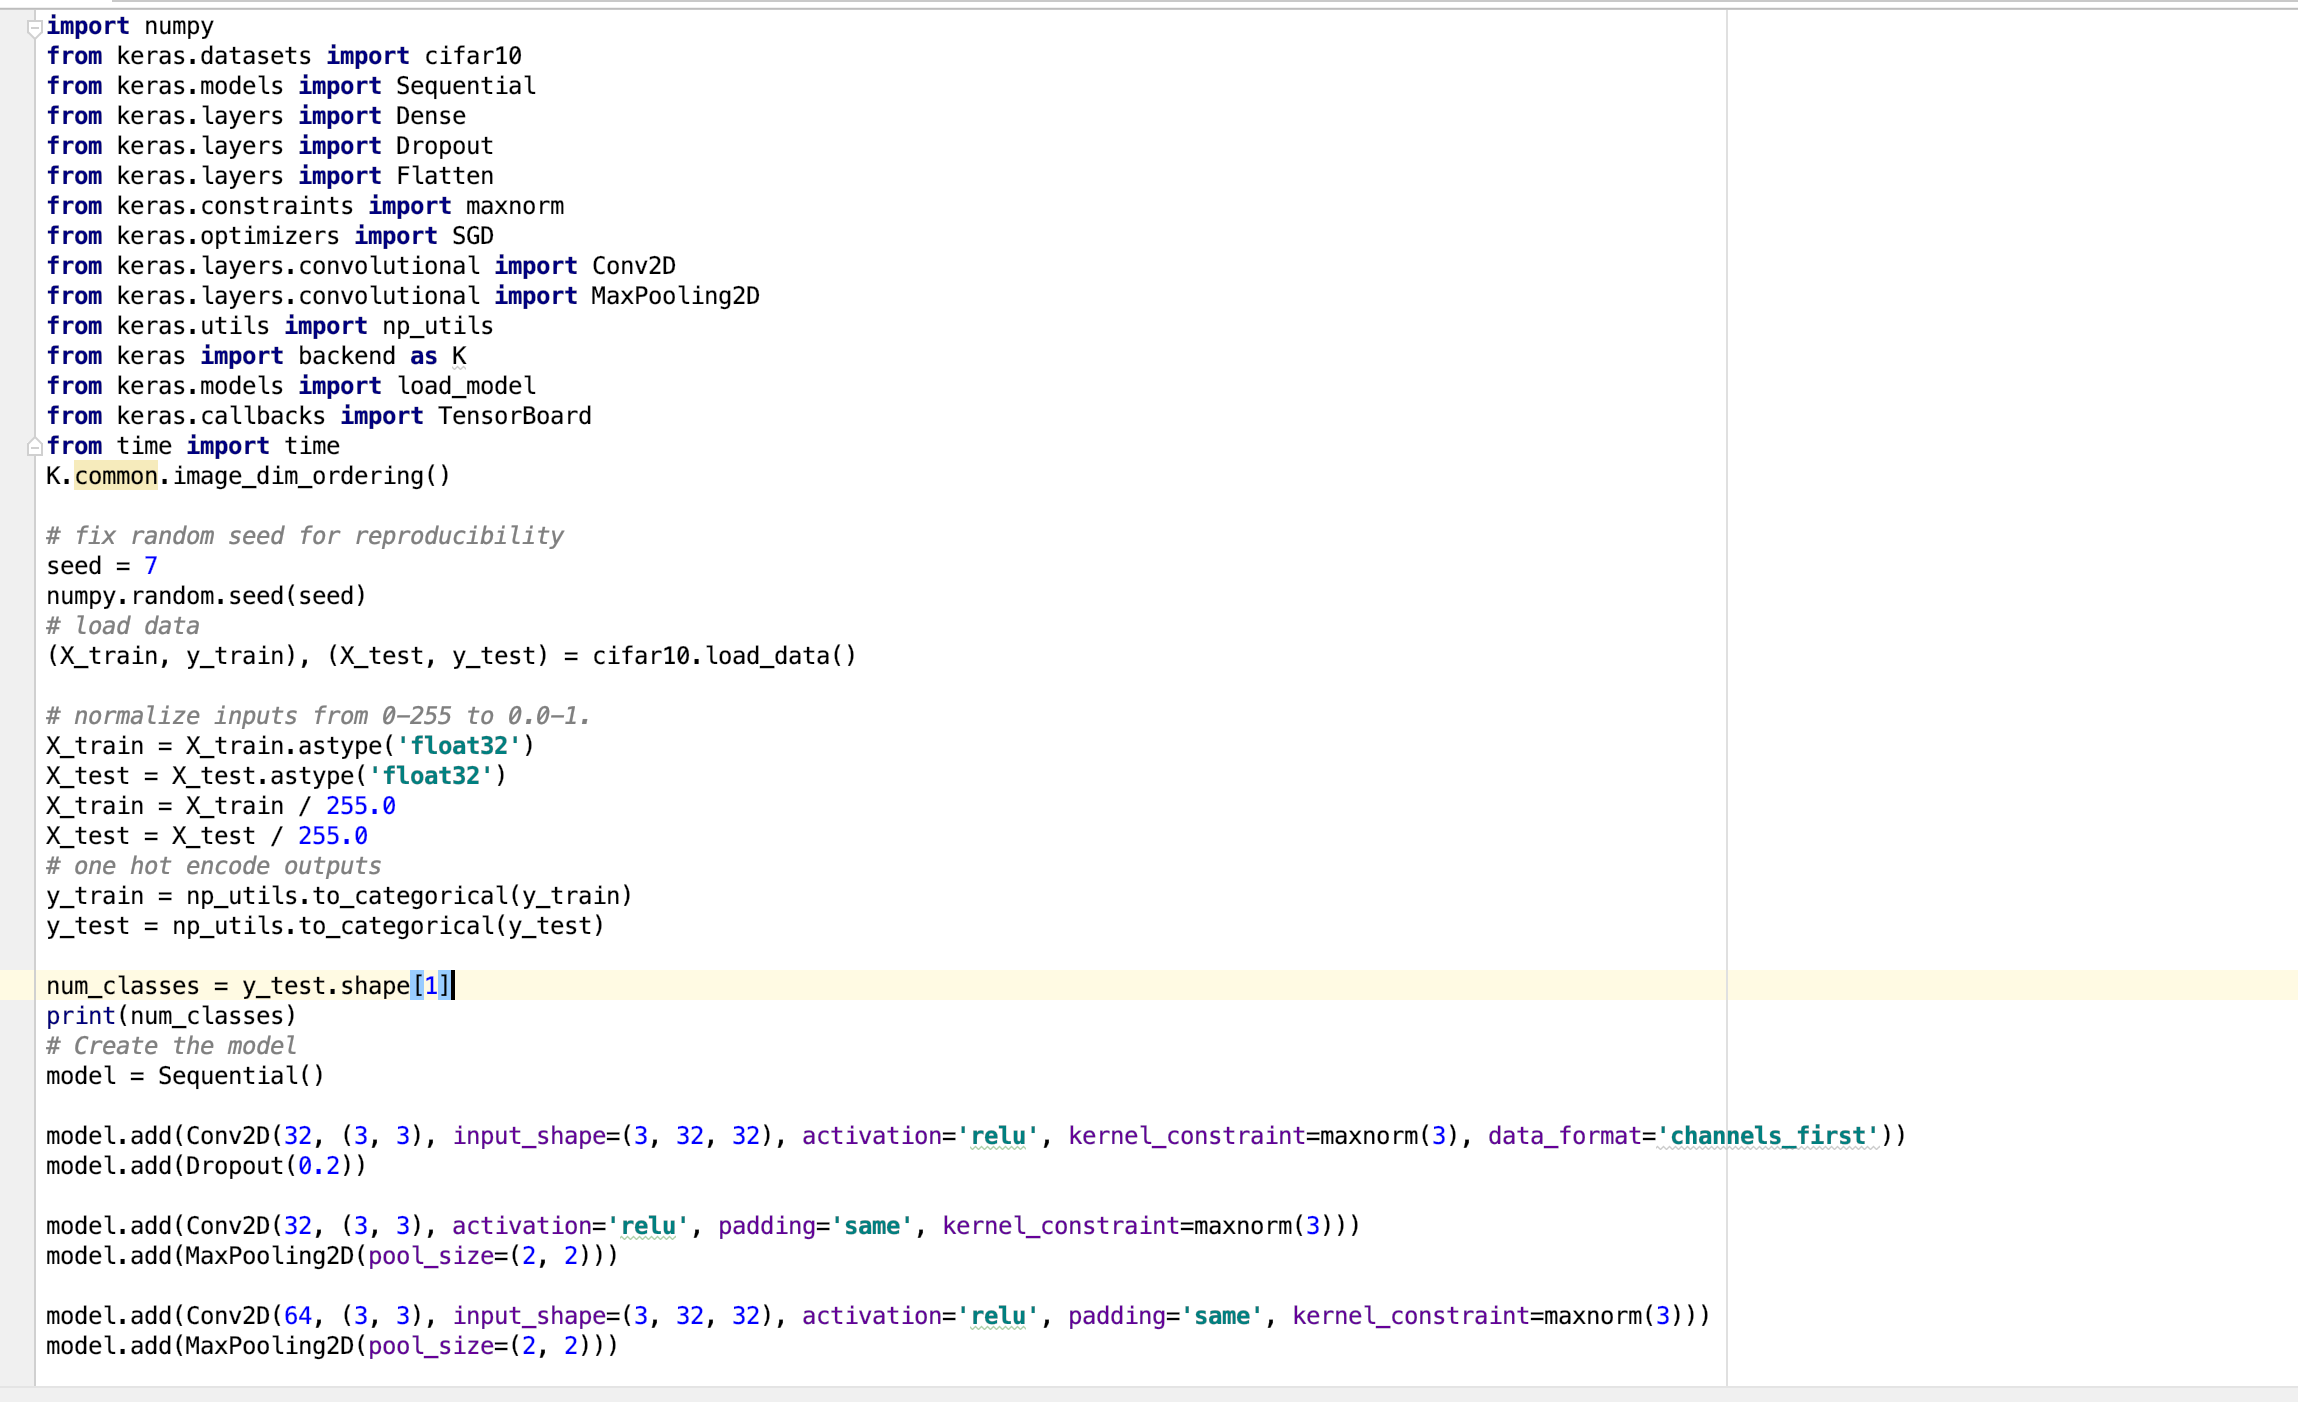 import numpy
from keras.datasets import cifar10
from keras.models import Sequential
from keras.layers import Dense
from keras.layers import Dropout
from keras.layers import Flatten
from keras.constraints import maxnorm
from keras.optimizers import SGD
from keras.layers.convolutional import Conv2D
from keras.layers.convolutional import MaxPooling2D
from keras.utils import np_utils
from keras import backend as K
from keras.models import load_model
from keras.callbacks import TensorBoard
from time import time
K.common.image_dim_ordering()
# fix random seed for reproducibility
seed = 7
numpy.random.seed(seed)
# load data
(X_train, y_train), (X_test, y_test) = cifar10.load_data()
# normalize inputs from 0-255 to 0.0-1.
X_train = X_train.astype('float32')
X_test = X_test.astype('float32')
X_train = X_train / 255.0
X_test = X_test / 255.0
# one hot encode outputs
y_train = np_utils.to_categorical(y_train)
y_test = np_utils.to_categorical(y_test)
num_classes = y_test.shape[1]
print(num_classes)
# Create the model
model = Sequential()
model.add(Conv2D(32, (3, 3), input_shape=(3, 32, 32), activation='relu', kernel_constraint=maxnorm(3), data_format='channels_first'))
model.add(Dropout(0.2))
model.add(Conv2D(32, (3, 3), activation='relu', padding='same', kernel_constraint=maxnorm(3)))
model.add(MaxPooling2D(pool_size=(2, 2)))
model.add(Conv2D(64, (3, 3), input_shape=(3, 32, 32), activation='relu', padding='same', kernel_constraint=maxnorm(3)))
model.add(MaxPooling2D(pool_size=(2, 2)))